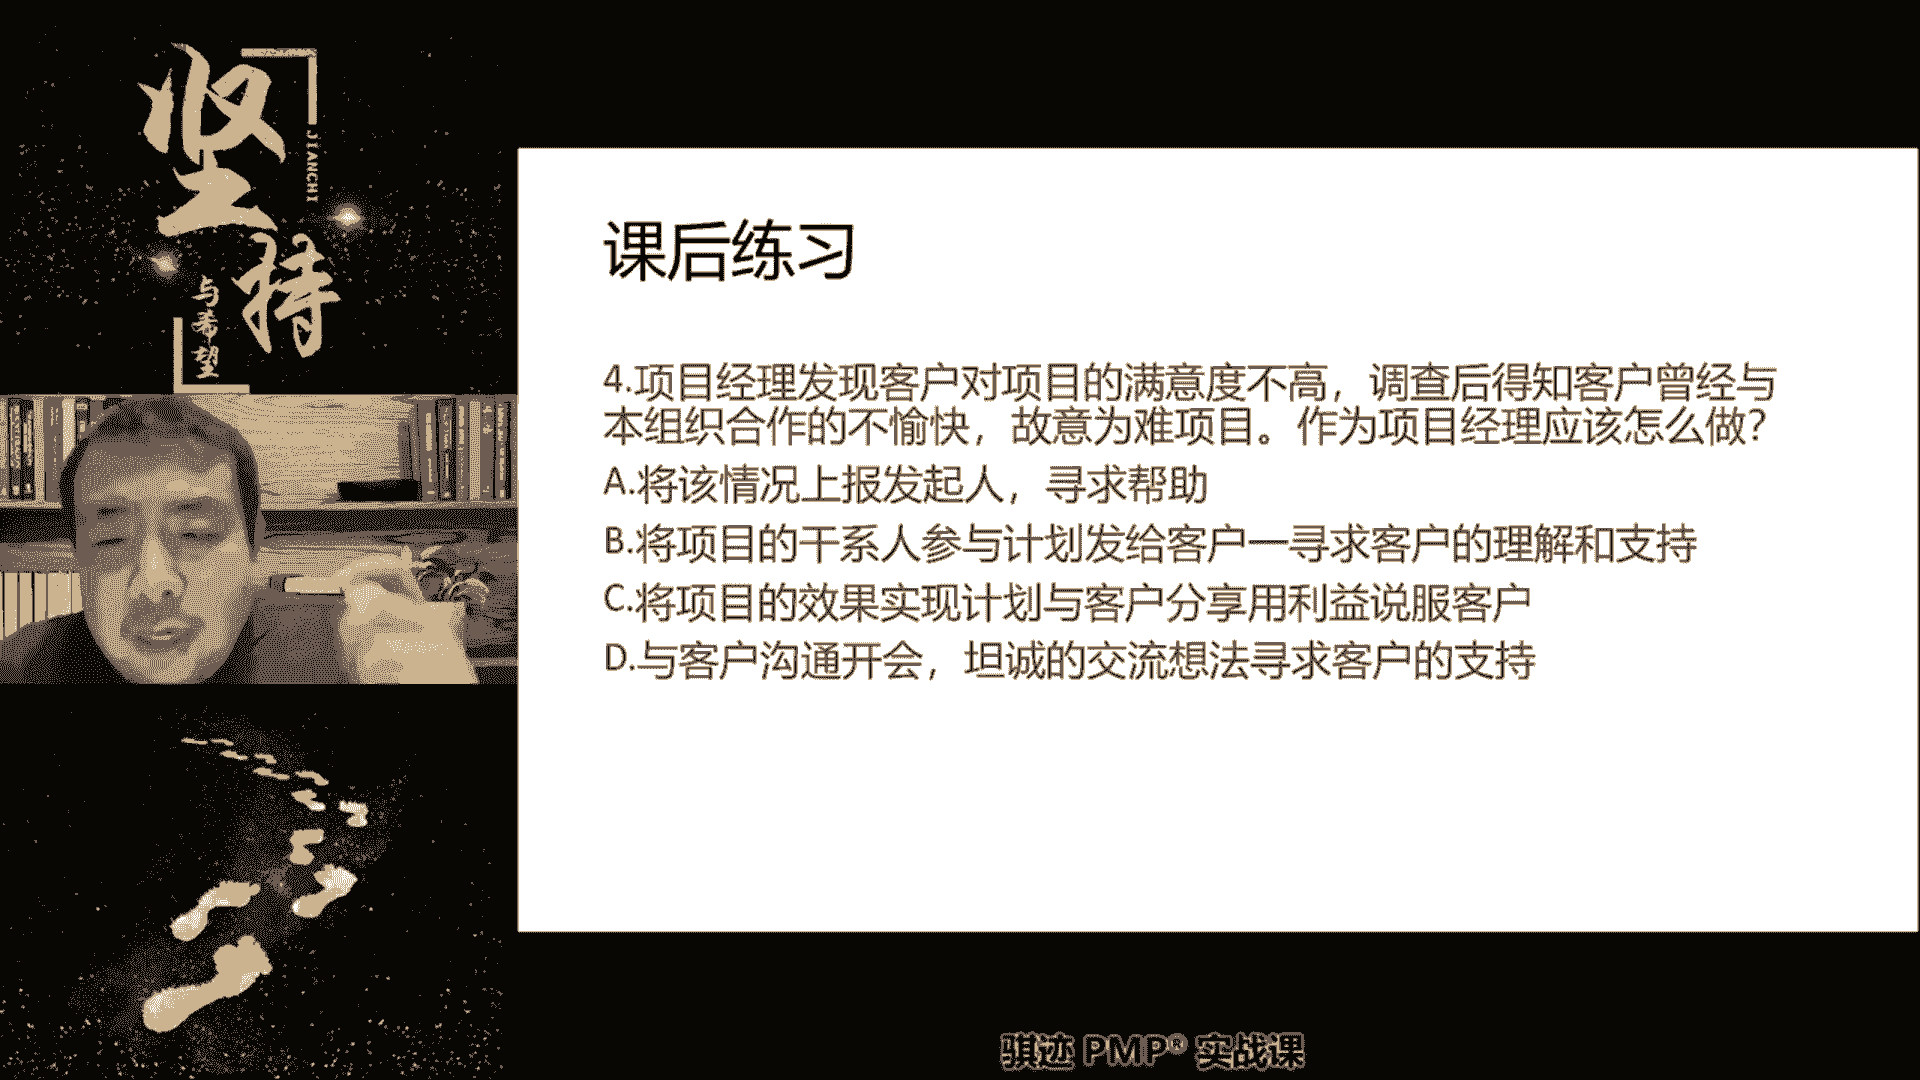 坚持
JIANCHI
与希望
课后练习
4.项目经理发现客户对项目的满意度不高，调查后得知客户曾经与
本组织合作的不愉快，故意为难项目。作为项目经理应该怎么做？
A.将该情况上报发起人，寻求帮助
B.将项目的干系人参与计划发给客户—寻求客户的理解和支持
C.将项目的效果实现计划与客户分享用利益说服客户
D.与客户沟通开会，坦诚的交流想法寻求客户的支持
骐迹 PMP® 实战课